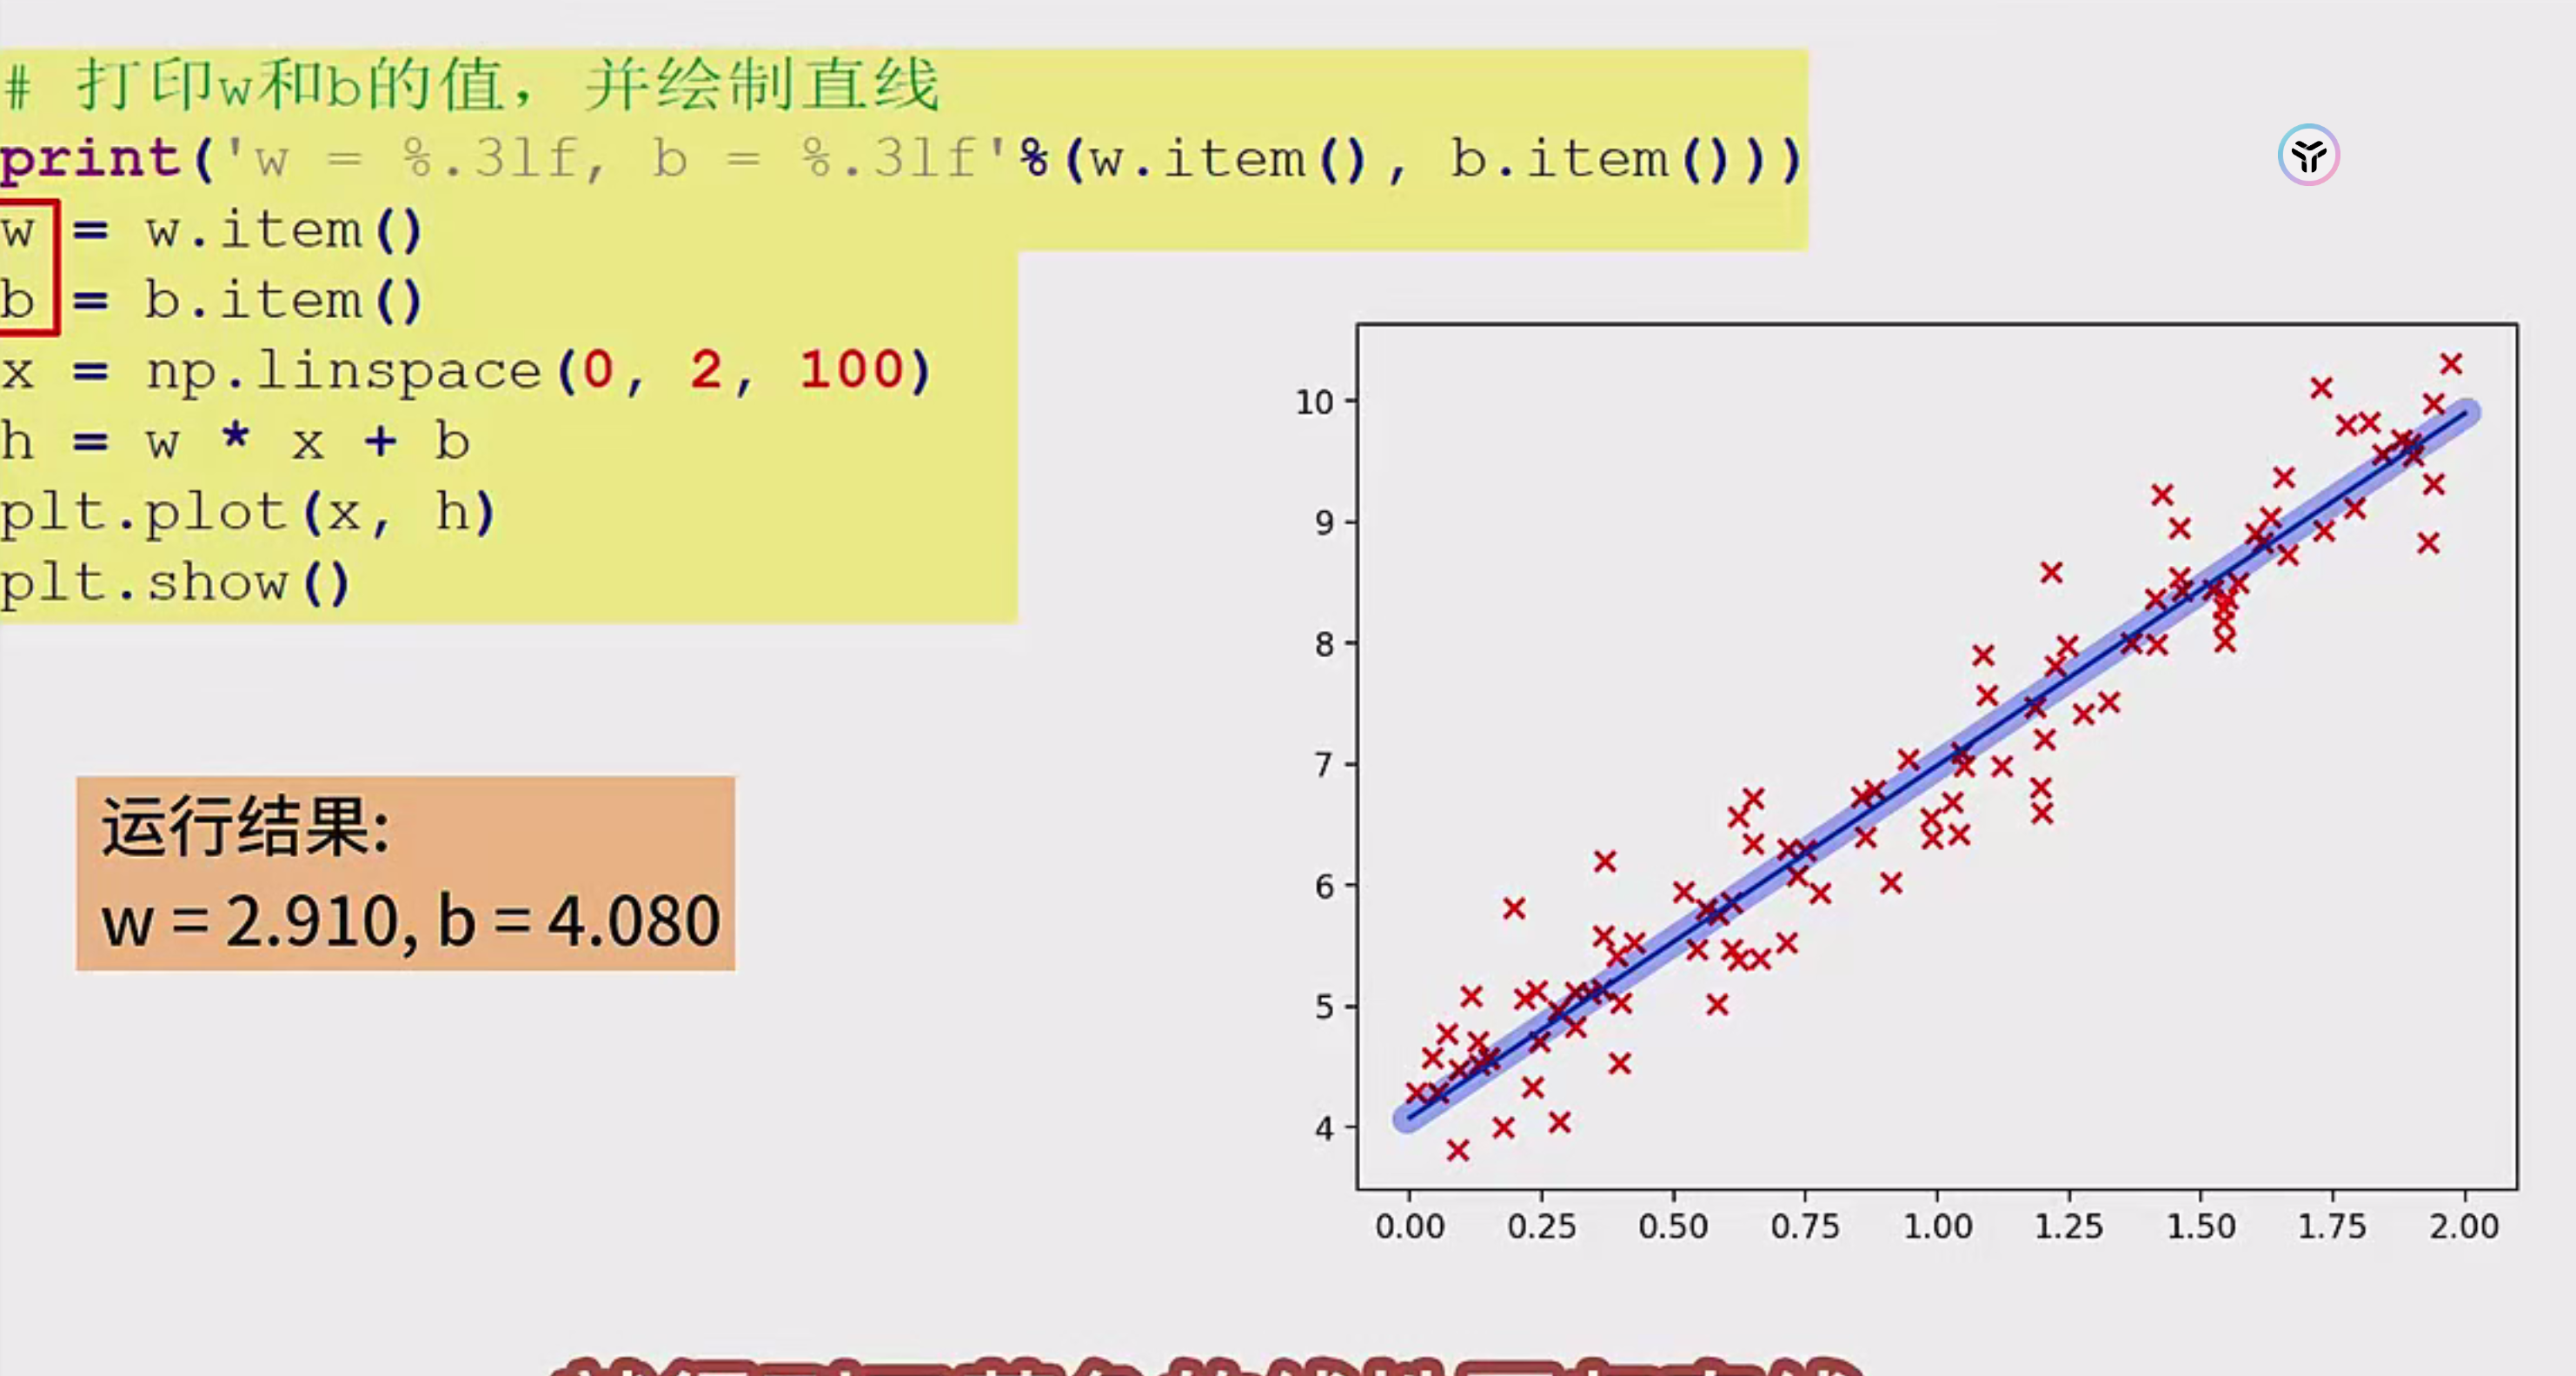 # 打印w和b的值，并绘制直线
print('w = %.3lf, b = %.3lf'%(w.item(), b.item()))
w = w.item()
b = b.item()
x = np.linspace(0, 2, 100)
h = w * x + b
plt.plot(x, h)
plt.show()
运行结果:
w = 2.910, b = 4.080
10
9
8
7
6
5
4
0.00 0.25 0.50 0.75 1.00 1.25 1.50 1.75 2.00